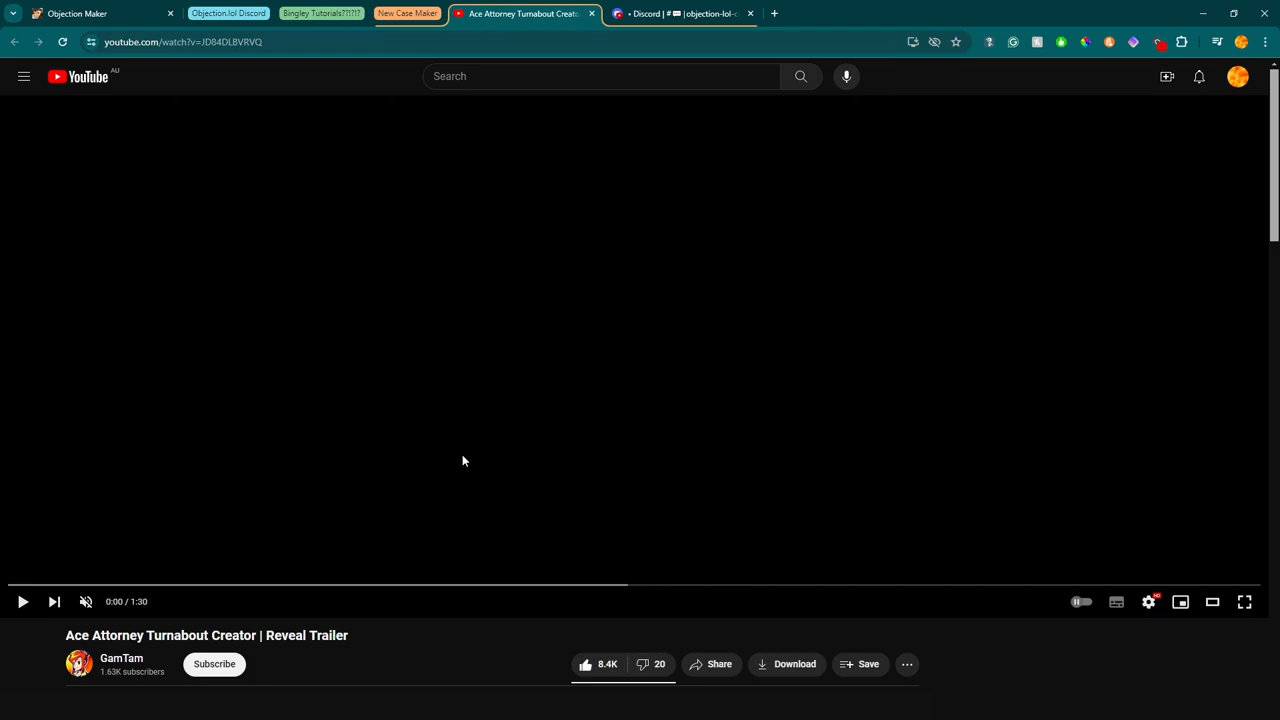 Objection Maker
Objection.lol Discord
Bingley Tutorials??!?!?
New Case Maker
Ace Attorney Turnabout Creato
• Discord | # | objection-lol-c
youtube.com/watch?v=JD84DLBVRVQ
YouTube AU
Search
0:00 / 1:30
HD
Ace Attorney Turnabout Creator | Reveal Trailer
GamTam
1.63K subscribers
Subscribe
8.4K
20
Share
Download
Save